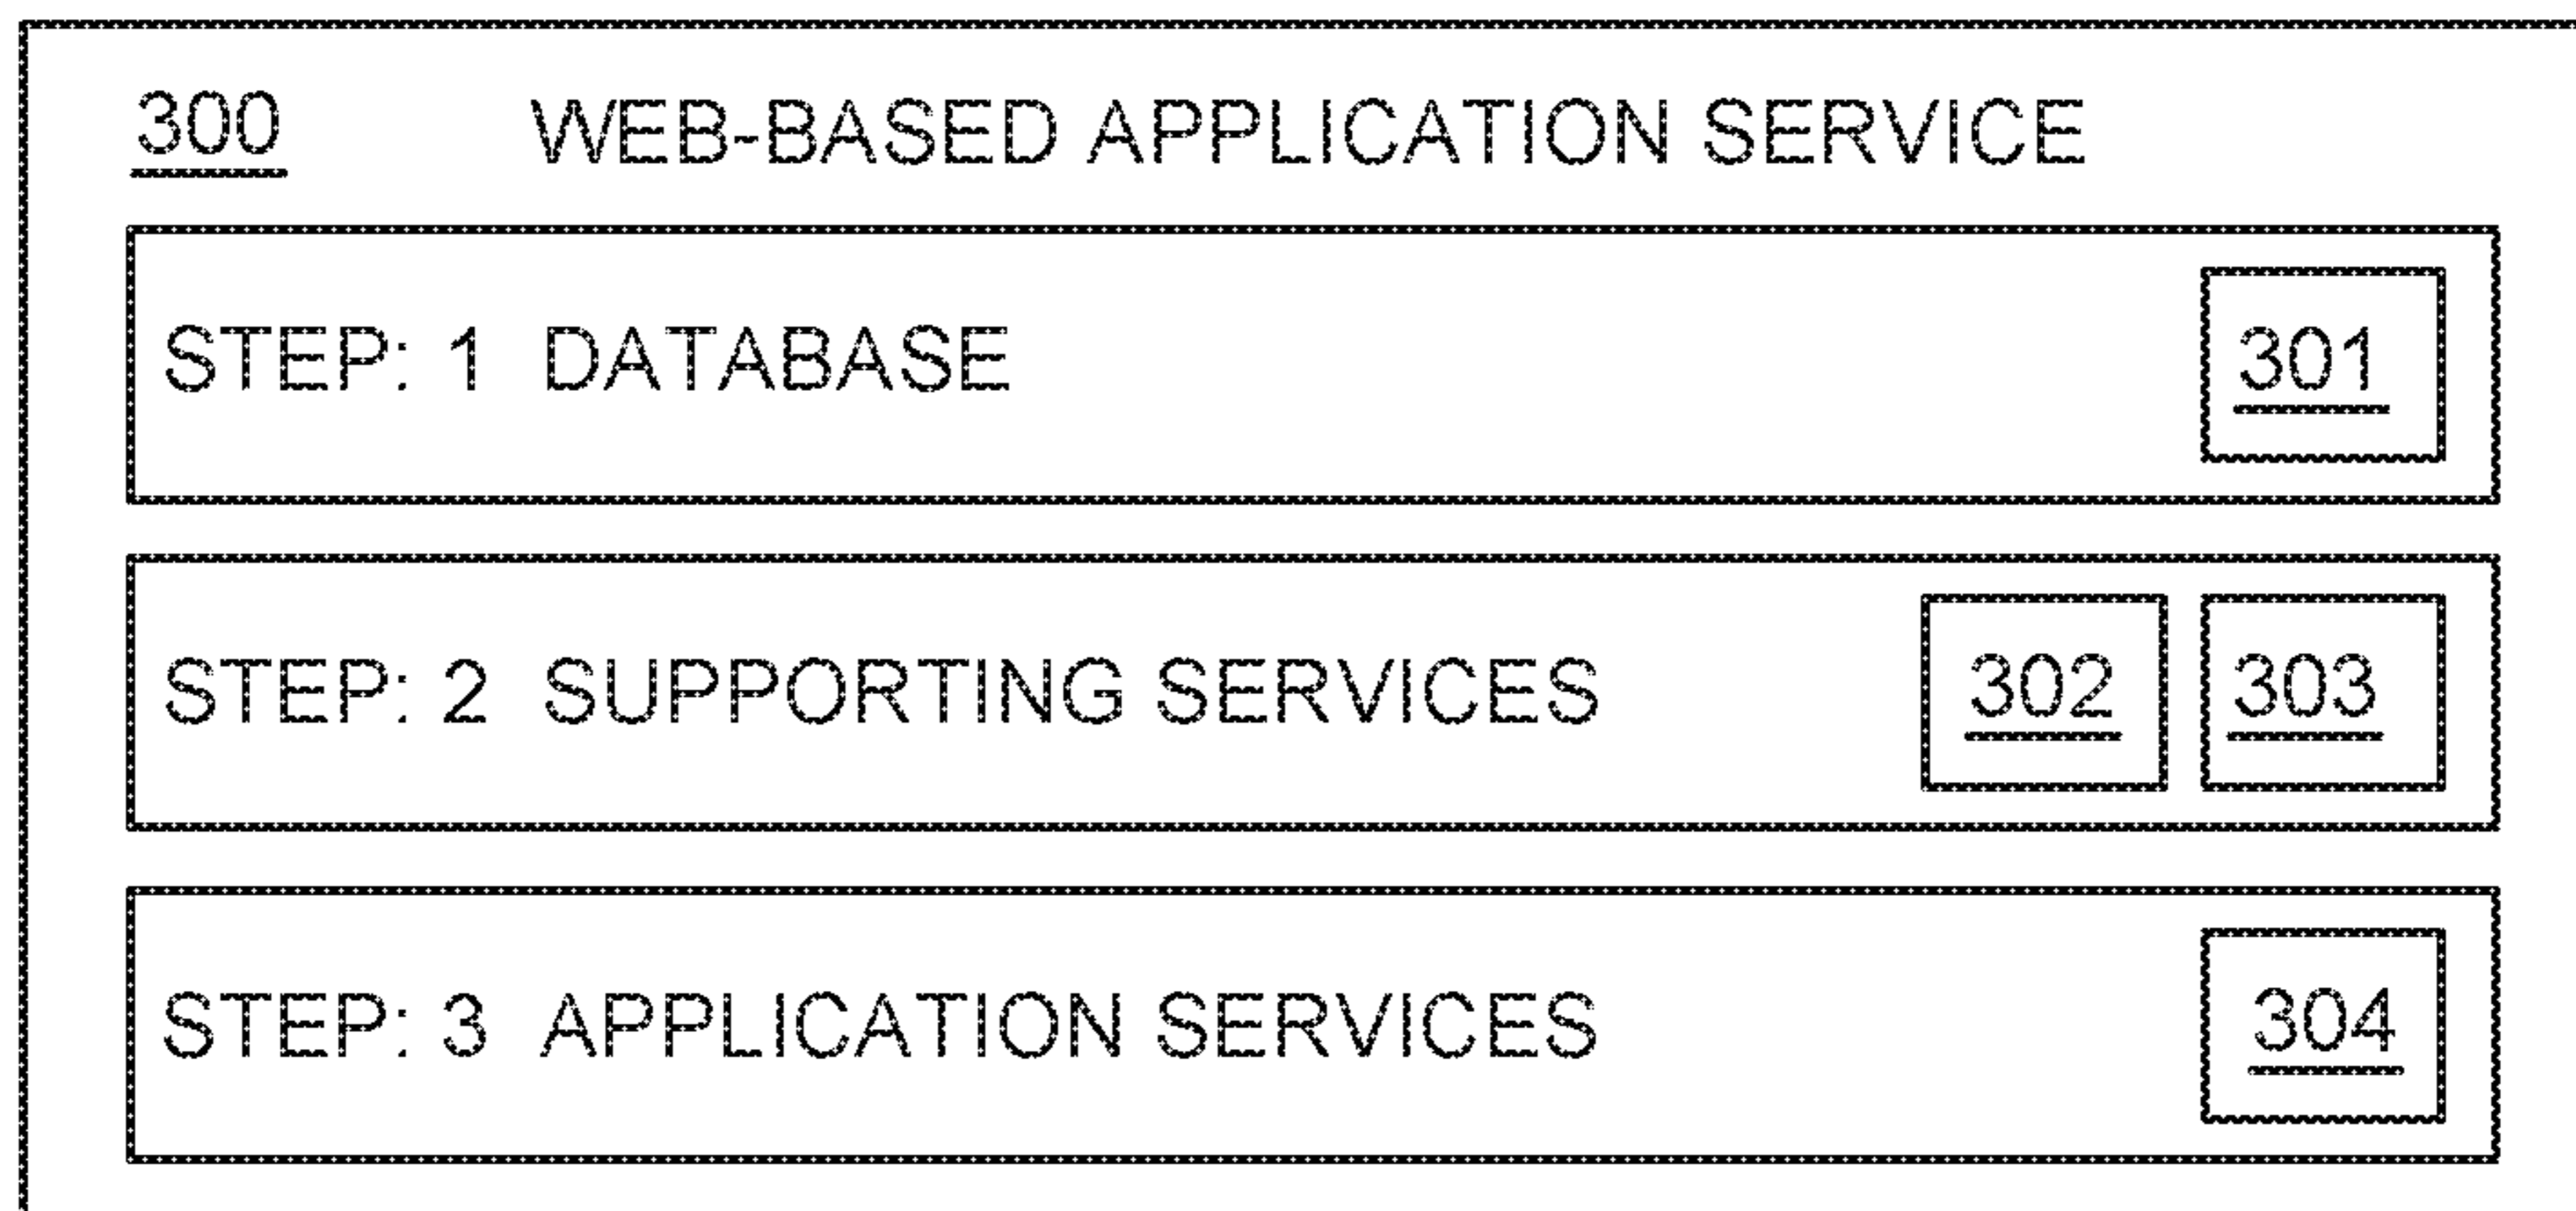 300 WEB-BASED APPLICATION SERVICE
STEP: 1 DATABASE 301
STEP: 2 SUPPORTING SERVICES 302 303
STEP: 3 APPLICATION SERVICES 304